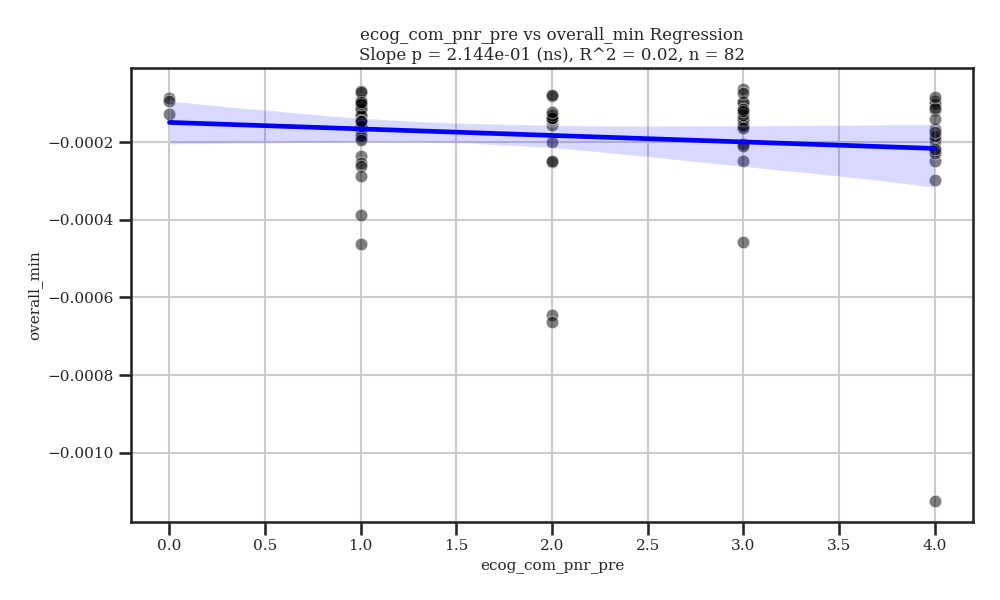 ecog_com_pnr_pre vs overall_min Regression
Slope p = 2.144e-01 (ns), R^2 = 0.02, n = 82
overall_min
−0.0002
−0.0004
−0.0006
−0.0008
−0.0010
0.0 0.5 1.0 1.5 2.0 2.5 3.0 3.5 4.0
ecog_com_pnr_pre